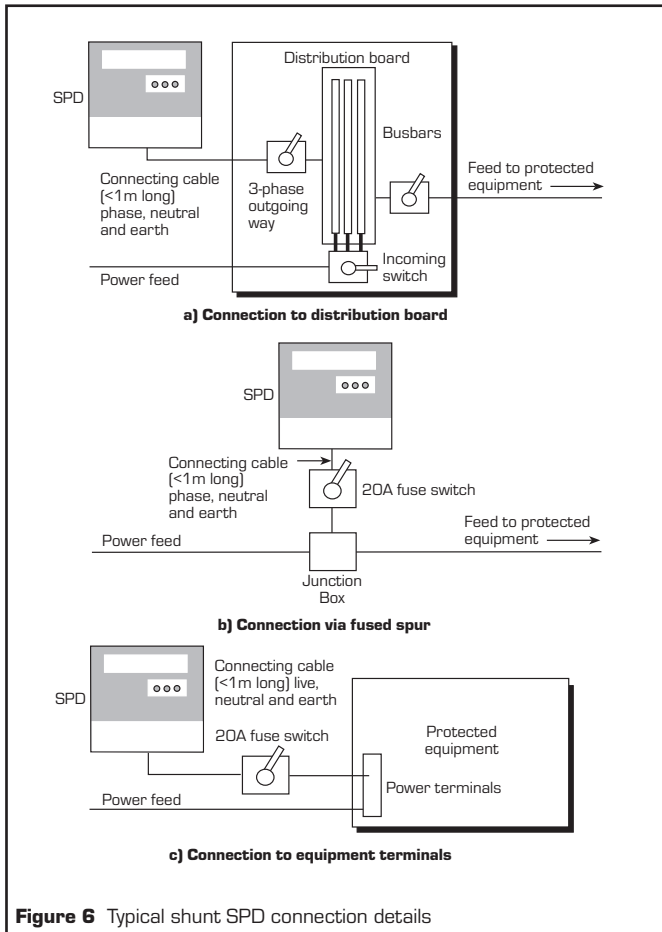 Distribution board
SPD
Busbars
Connecting cable
(<1m long)
phase, neutral
and earth
3-phase
outgoing
way
Feed to protected
equipment
Incoming
switch
Power feed
a) Connection to distribution board
SPD
Connecting cable
(<1m long)
phase, neutral
and earth
20A fuse switch
Power feed
Feed to protected
equipment
Junction
Box
b) Connection via fused spur
SPD
Connecting cable
(<1m long) live,
neutral and earth
20A fuse switch
Protected
equipment
Power terminals
Power feed
c) Connection to equipment terminals
Figure 6 Typical shunt SPD connection details